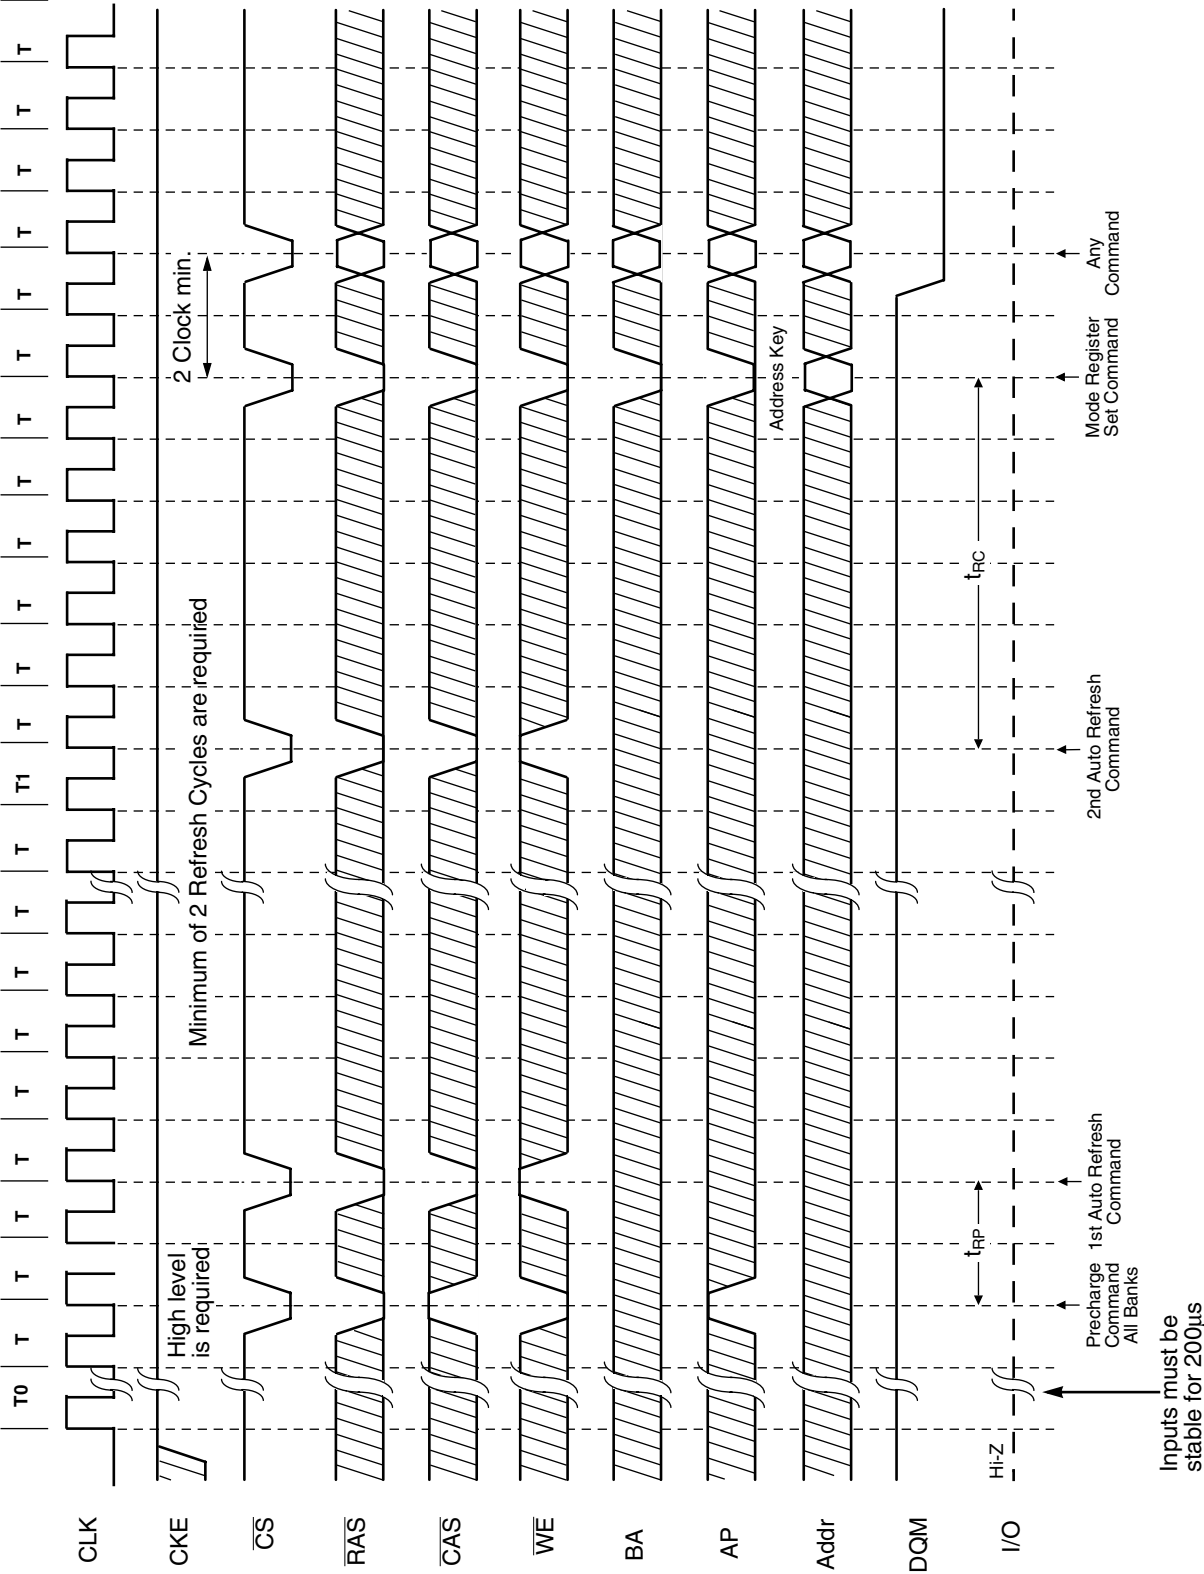 T0 T T T T T T T T T T1 T T T T T T T T T T T T
CLK
CKE
High level
is required
Minimum of 2 Refresh Cycles are required
2 Clock min.
CS
RAS
CAS
WE
BA
AP
Address Key
Addr
DQM
tRP
tRC
I/O
Hi-Z
Precharge
Command
All Banks
1st Auto Refresh
Command
2nd Auto Refresh
Command
Mode Register
Set Command
Any
Command
Inputs must be
stable for 200µs